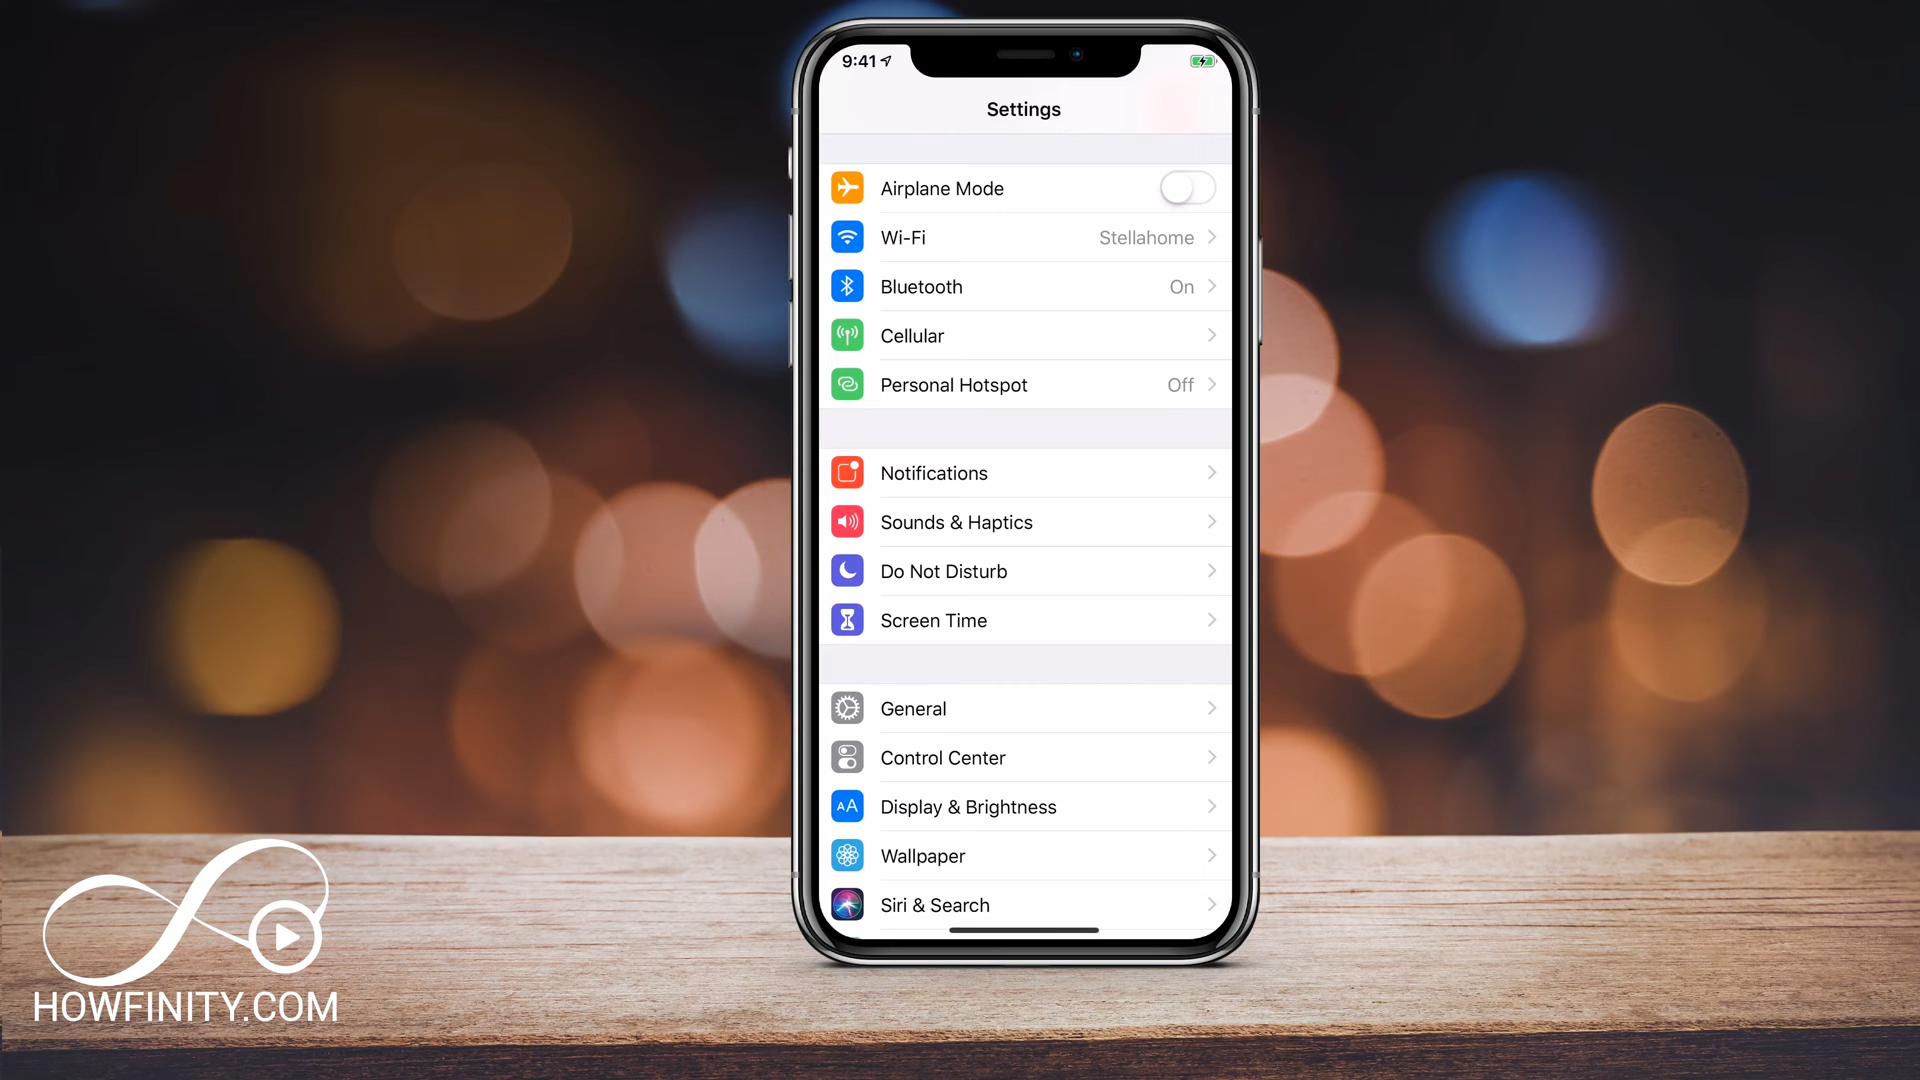 9:41
Settings
Airplane Mode
Wi-Fi Stellahome
Bluetooth On
Cellular
Personal Hotspot Off
Notifications
Sounds & Haptics
Do Not Disturb
Screen Time
General
Control Center
AA Display & Brightness
Wallpaper
Siri & Search
HOWFINITY.COM